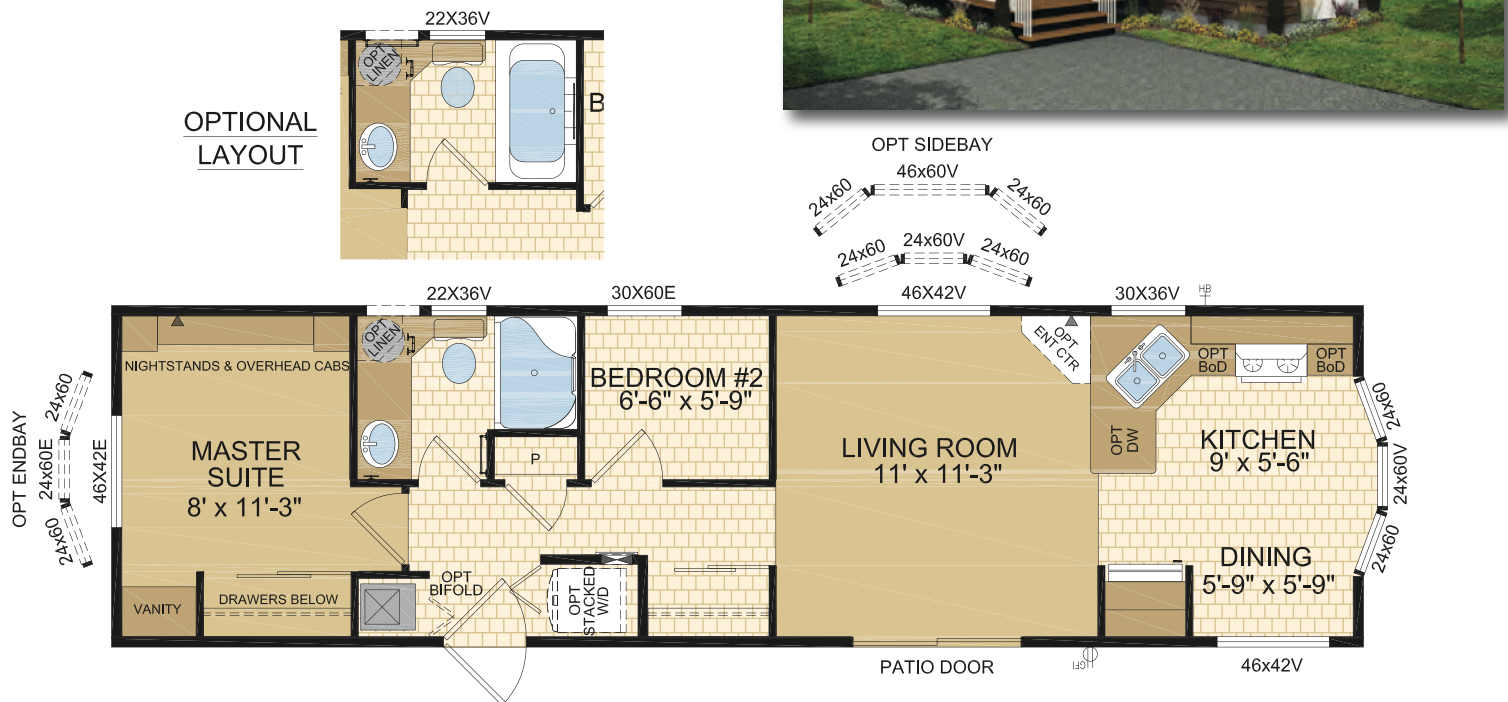 22X36V
OPT
LINEN
B
OPTIONAL
LAYOUT
OPT SIDEBAY
46x60V
24x60
24x60
24x60V
24x60
24x60
22X36V
30X60E
46X42V
30X36V
HB
OPT
LINEN
NIGHTSTANDS & OVERHEAD CABS
OPT
ENT CTR
OPT
BoD
OPT
BoD
BEDROOM #2
6'-6" x 5'-9"
OPT ENDBAY
24x60
24x60E
24x60
46X42E
MASTER
SUITE
8' x 11'-3"
P
LIVING ROOM
11' x 11'-3"
OPT
DW
KITCHEN
9' x 5'-6"
24x60
24x60V
24x60
DINING
5'-9" x 5'-9"
OPT
BIFOLD
OPT
STACKED
W/D
VANITY
DRAWERS BELOW
PATIO DOOR
GFI
46x42V